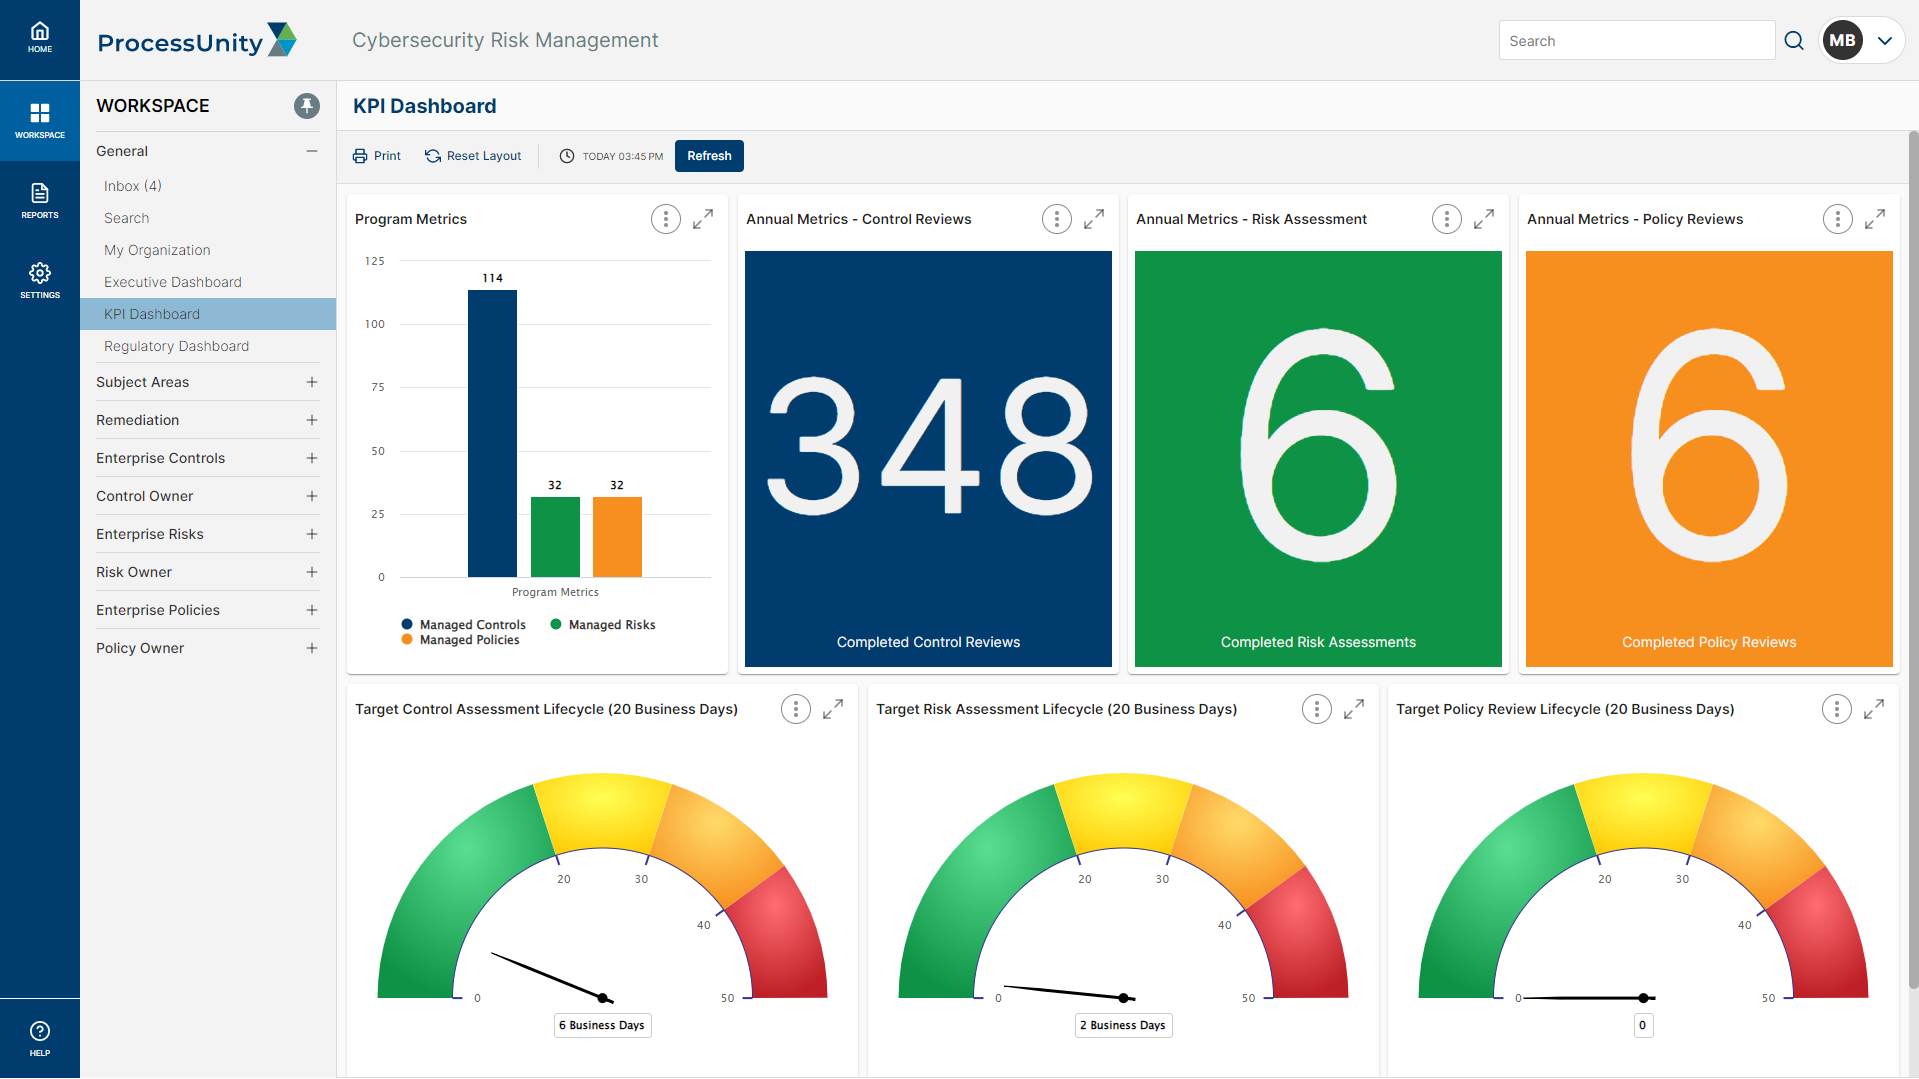 HOME
ProcessUnity
Cybersecurity Risk Management
Search
MB
WORKSPACE
REPORTS
SETTINGS
HELP
WORKSPACE
General
Inbox (4)
Search
My Organization
Executive Dashboard
KPI Dashboard
Regulatory Dashboard
Subject Areas
Remediation
Enterprise Controls
Control Owner
Enterprise Risks
Risk Owner
Enterprise Policies
Policy Owner
KPI Dashboard
Print
Reset Layout
TODAY 03:45 PM
Refresh
Program Metrics
125
100
75
50
25
0
114
32
32
Program Metrics
Managed Controls
Managed Risks
Managed Policies
Annual Metrics - Control Reviews
348
Completed Control Reviews
Annual Metrics - Risk Assessment
6
Completed Risk Assessments
Annual Metrics - Policy Reviews
6
Completed Policy Reviews
Target Control Assessment Lifecycle (20 Business Days)
0
20
30
40
50
6 Business Days
Target Risk Assessment Lifecycle (20 Business Days)
0
20
30
40
50
2 Business Days
Target Policy Review Lifecycle (20 Business Days)
0
20
30
40
50
0